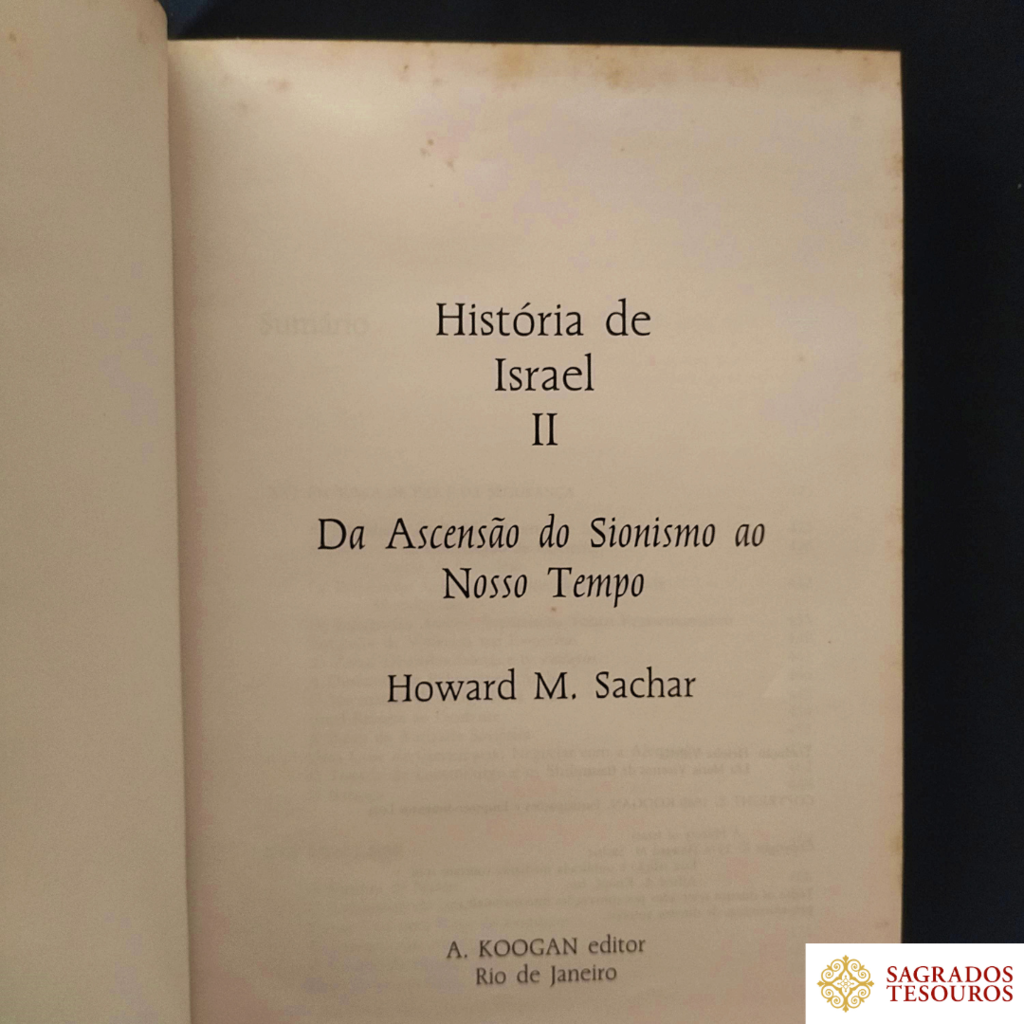 História de
Israel
II
Da Ascensão do Sionismo ao
Nosso Tempo
Howard M. Sachar
A. KOOGAN editor
Rio de Janeiro
SAGRADOS
TESOUROS